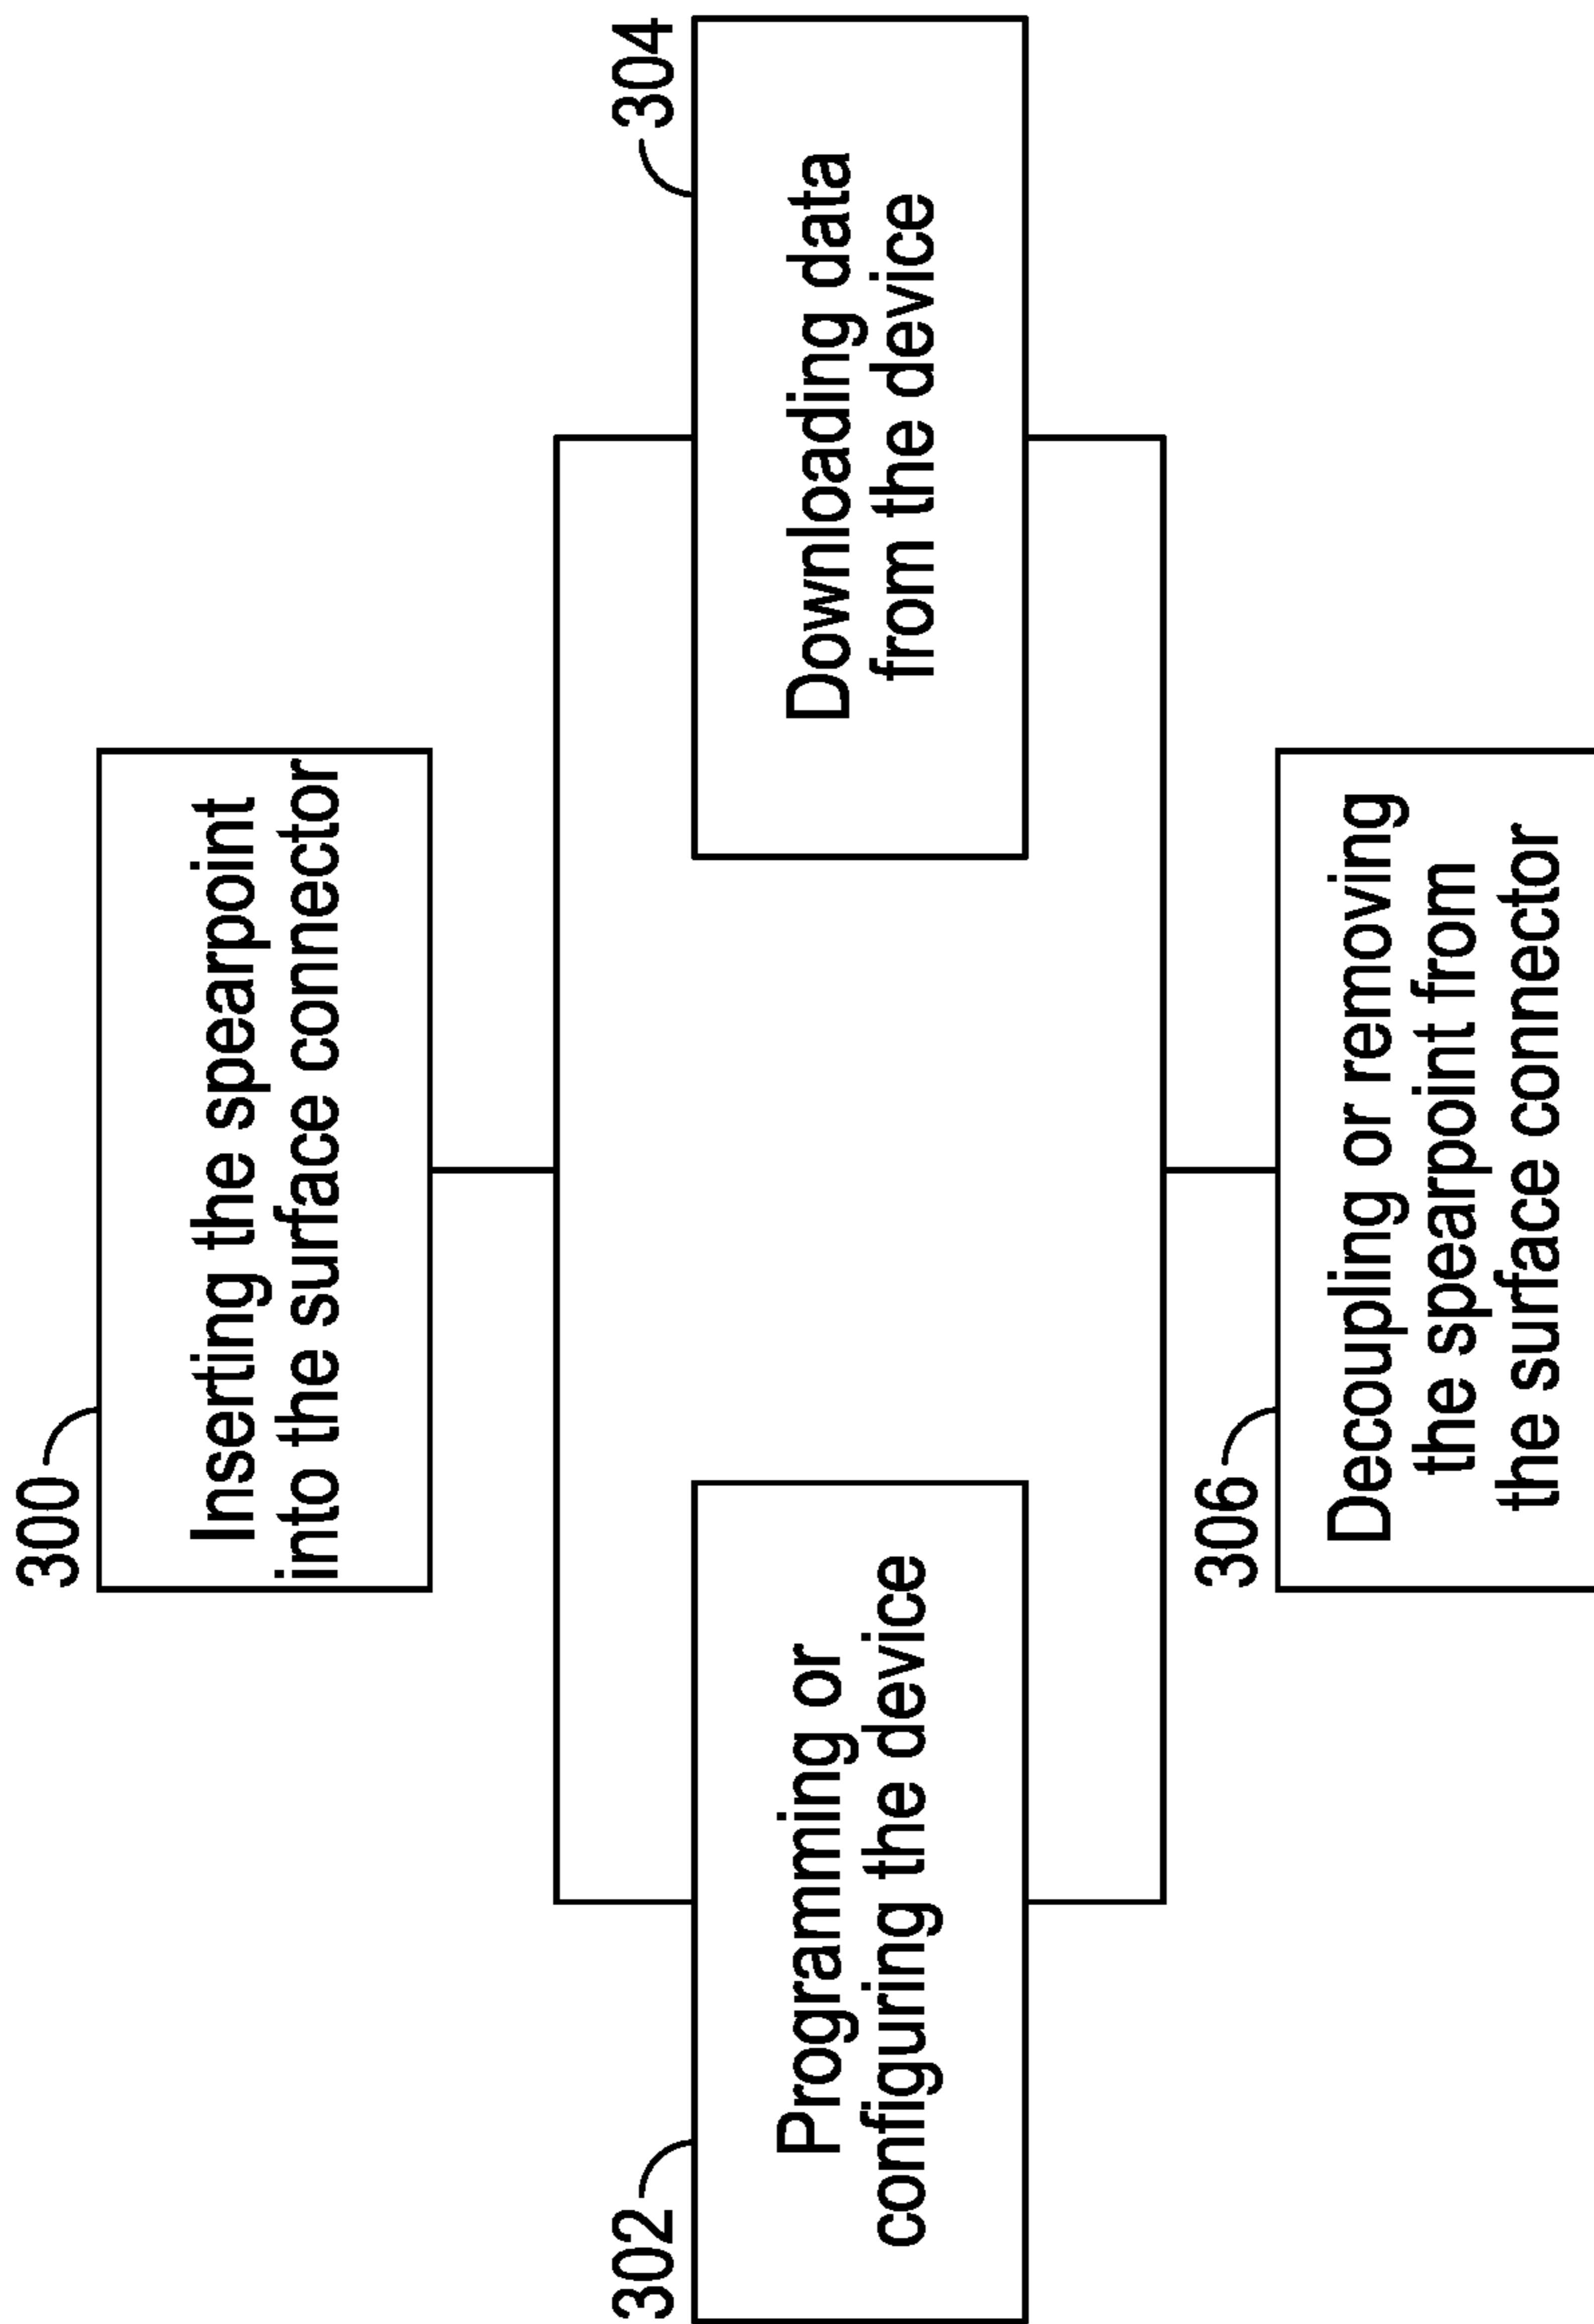 300
Inserting the spearpoint
into the surface connector
302
Programming or
configuring the device
304
Downloading data
from the device
306
Decoupling or removing
the spearpoint from
the surface connector